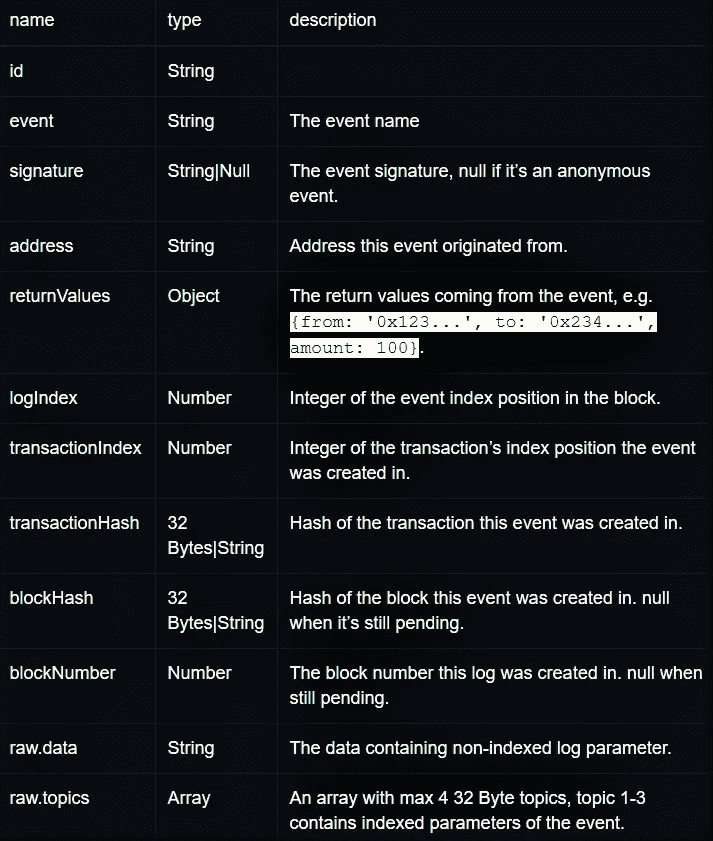 name type description
id String
event String The event name
signature String|Null The event signature, null if it’s an anonymous
event.
address String Address this event originated from.
returnValues Object The return values coming from the event, e.g.
{from: '0x123...', to: '0x234...',
amount: 100}.
logIndex Number Integer of the event index position in the block.
transactionIndex Number Integer of the transaction’s index position the event
was created in.
transactionHash 32 Hash of the transaction this event was created in.
Bytes|String
blockHash 32 Hash of the block this event was created in. null
Bytes|String when it’s still pending.
blockNumber Number The block number this log was created in. null when
still pending.
raw.data String The data containing non-indexed log parameter.
raw.topics Array An array with max 4 32 Byte topics, topic 1-3
contains indexed parameters of the event.